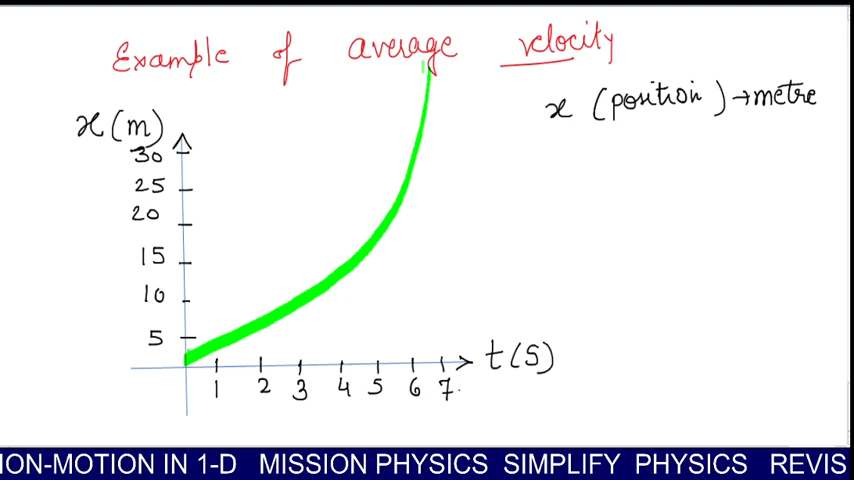 Example of average velocity
x (position) → metre
x (m)
30
25
20
15
10
5
t (s)
1 2 3 4 5 6 7
ION-MOTION IN 1-D MISSION PHYSICS SIMPLIFY PHYSICS REVIS